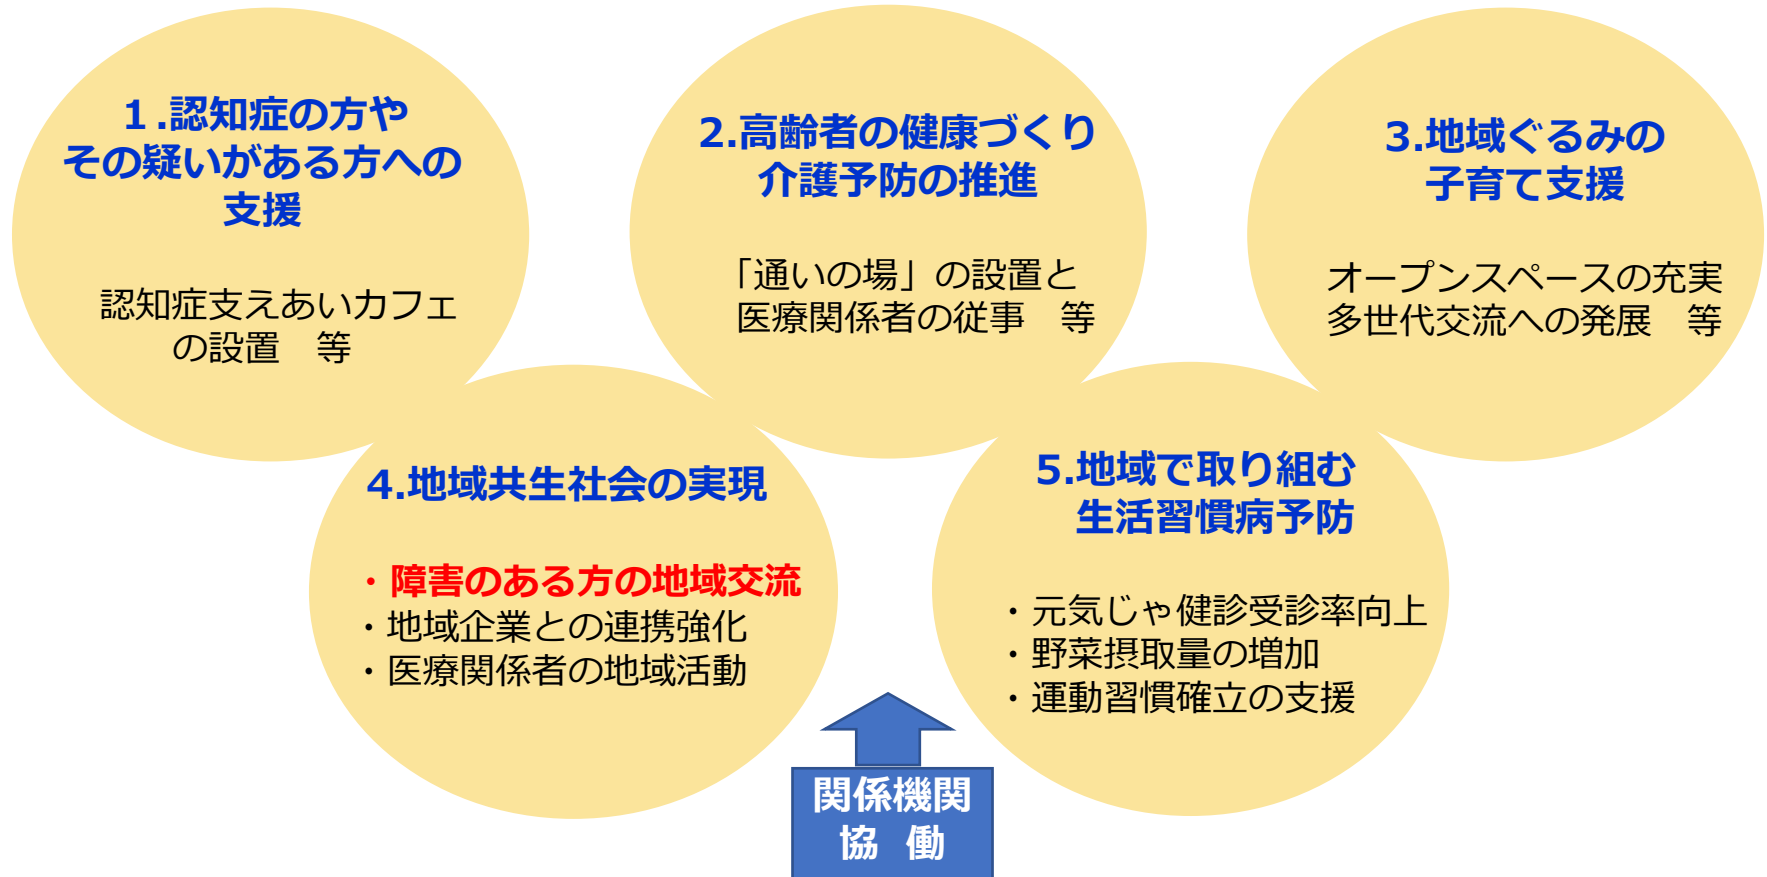 １.認知症の方や
その疑いがある方への
支援
認知症支えあいカフェ
の設置　等
2.高齢者の健康づくり
介護予防の推進
「通いの場」の設置と
医療関係者の従事　等
3.地域ぐるみの
子育て支援
オープンスペースの充実
多世代交流への発展　等
4.地域共生社会の実現
・障害のある方の地域交流
・地域企業との連携強化
・医療関係者の地域活動
5.地域で取り組む
生活習慣病予防
・元気じゃ健診受診率向上
・野菜摂取量の増加
・運動習慣確立の支援
関係機関
協　働